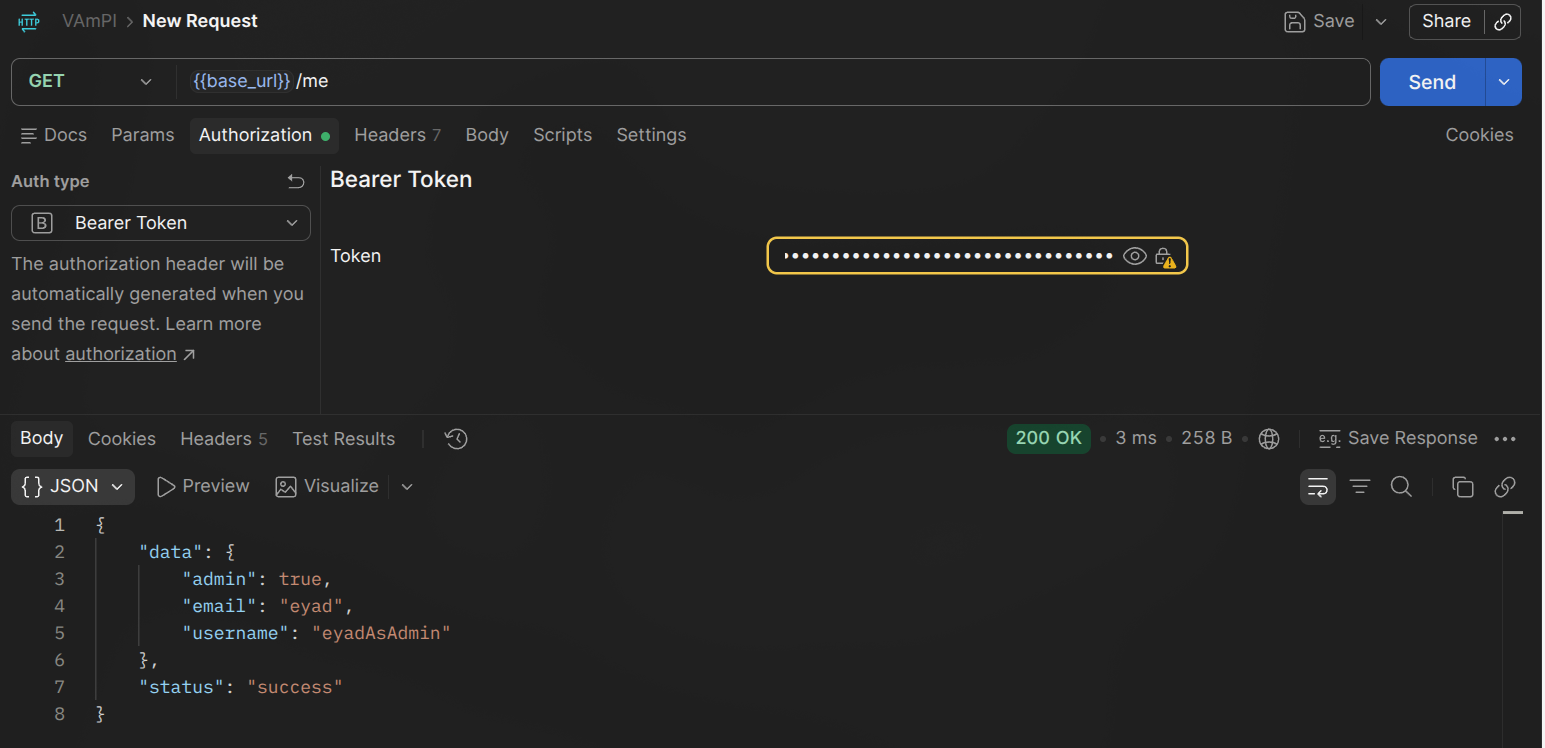 HTTP VAmPI > New Request Save Share
GET {{base_url}} /me Send
Docs Params Authorization Headers 7 Body Scripts Settings Cookies
Auth type
Bearer Token
B Bearer Token
Token ••••••••••••••••••••••••••••••••
The authorization header will be
automatically generated when you
send the request. Learn more
about authorization ↗
Body Cookies Headers 5 Test Results 200 OK • 3 ms • 258 B • e.g. Save Response •••
{} JSON Preview Visualize
1 {
2 "data": {
3 "admin": true,
4 "email": "eyad",
5 "username": "eyadAsAdmin"
6 },
7 "status": "success"
8 }